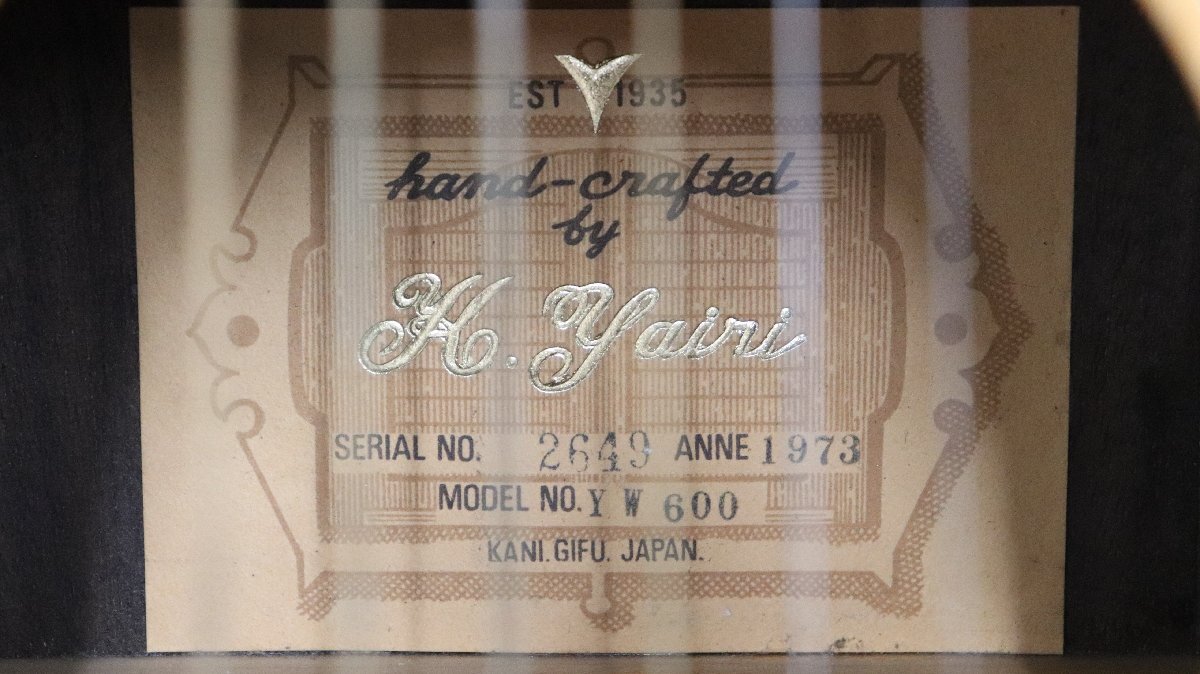 EST 1935
hand-crafted
by
K. Yairi
SERIAL NO. 2649 ANNE 1973
MODEL NO. YW 600
KANI. GIFU. JAPAN.